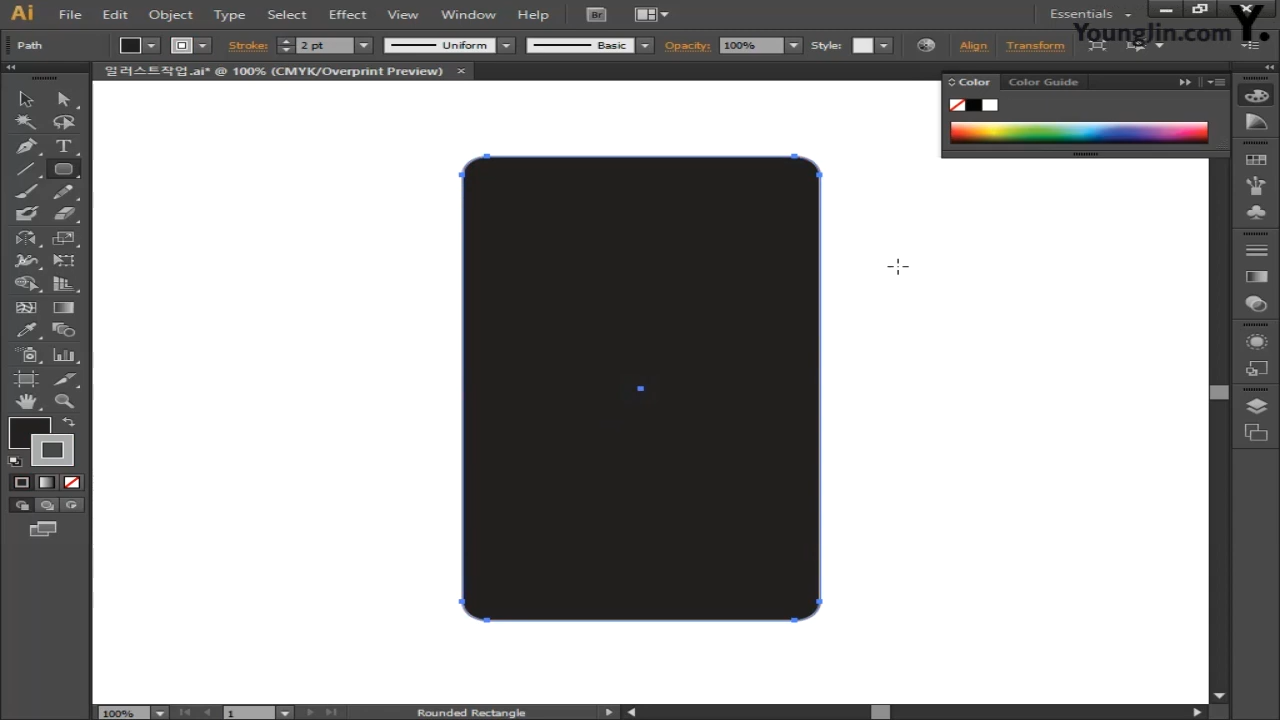 Ai File Edit Object Type Select Effect View Window Help Br Essentials
YoungJin.com Y.
Path Stroke: 2 pt Uniform Basic Opacity: 100% Style: Align Transform
일러스트작업.ai* @ 100% (CMYK/Overprint Preview) ×
Color Color Guide
T
100% 1 Rounded Rectangle